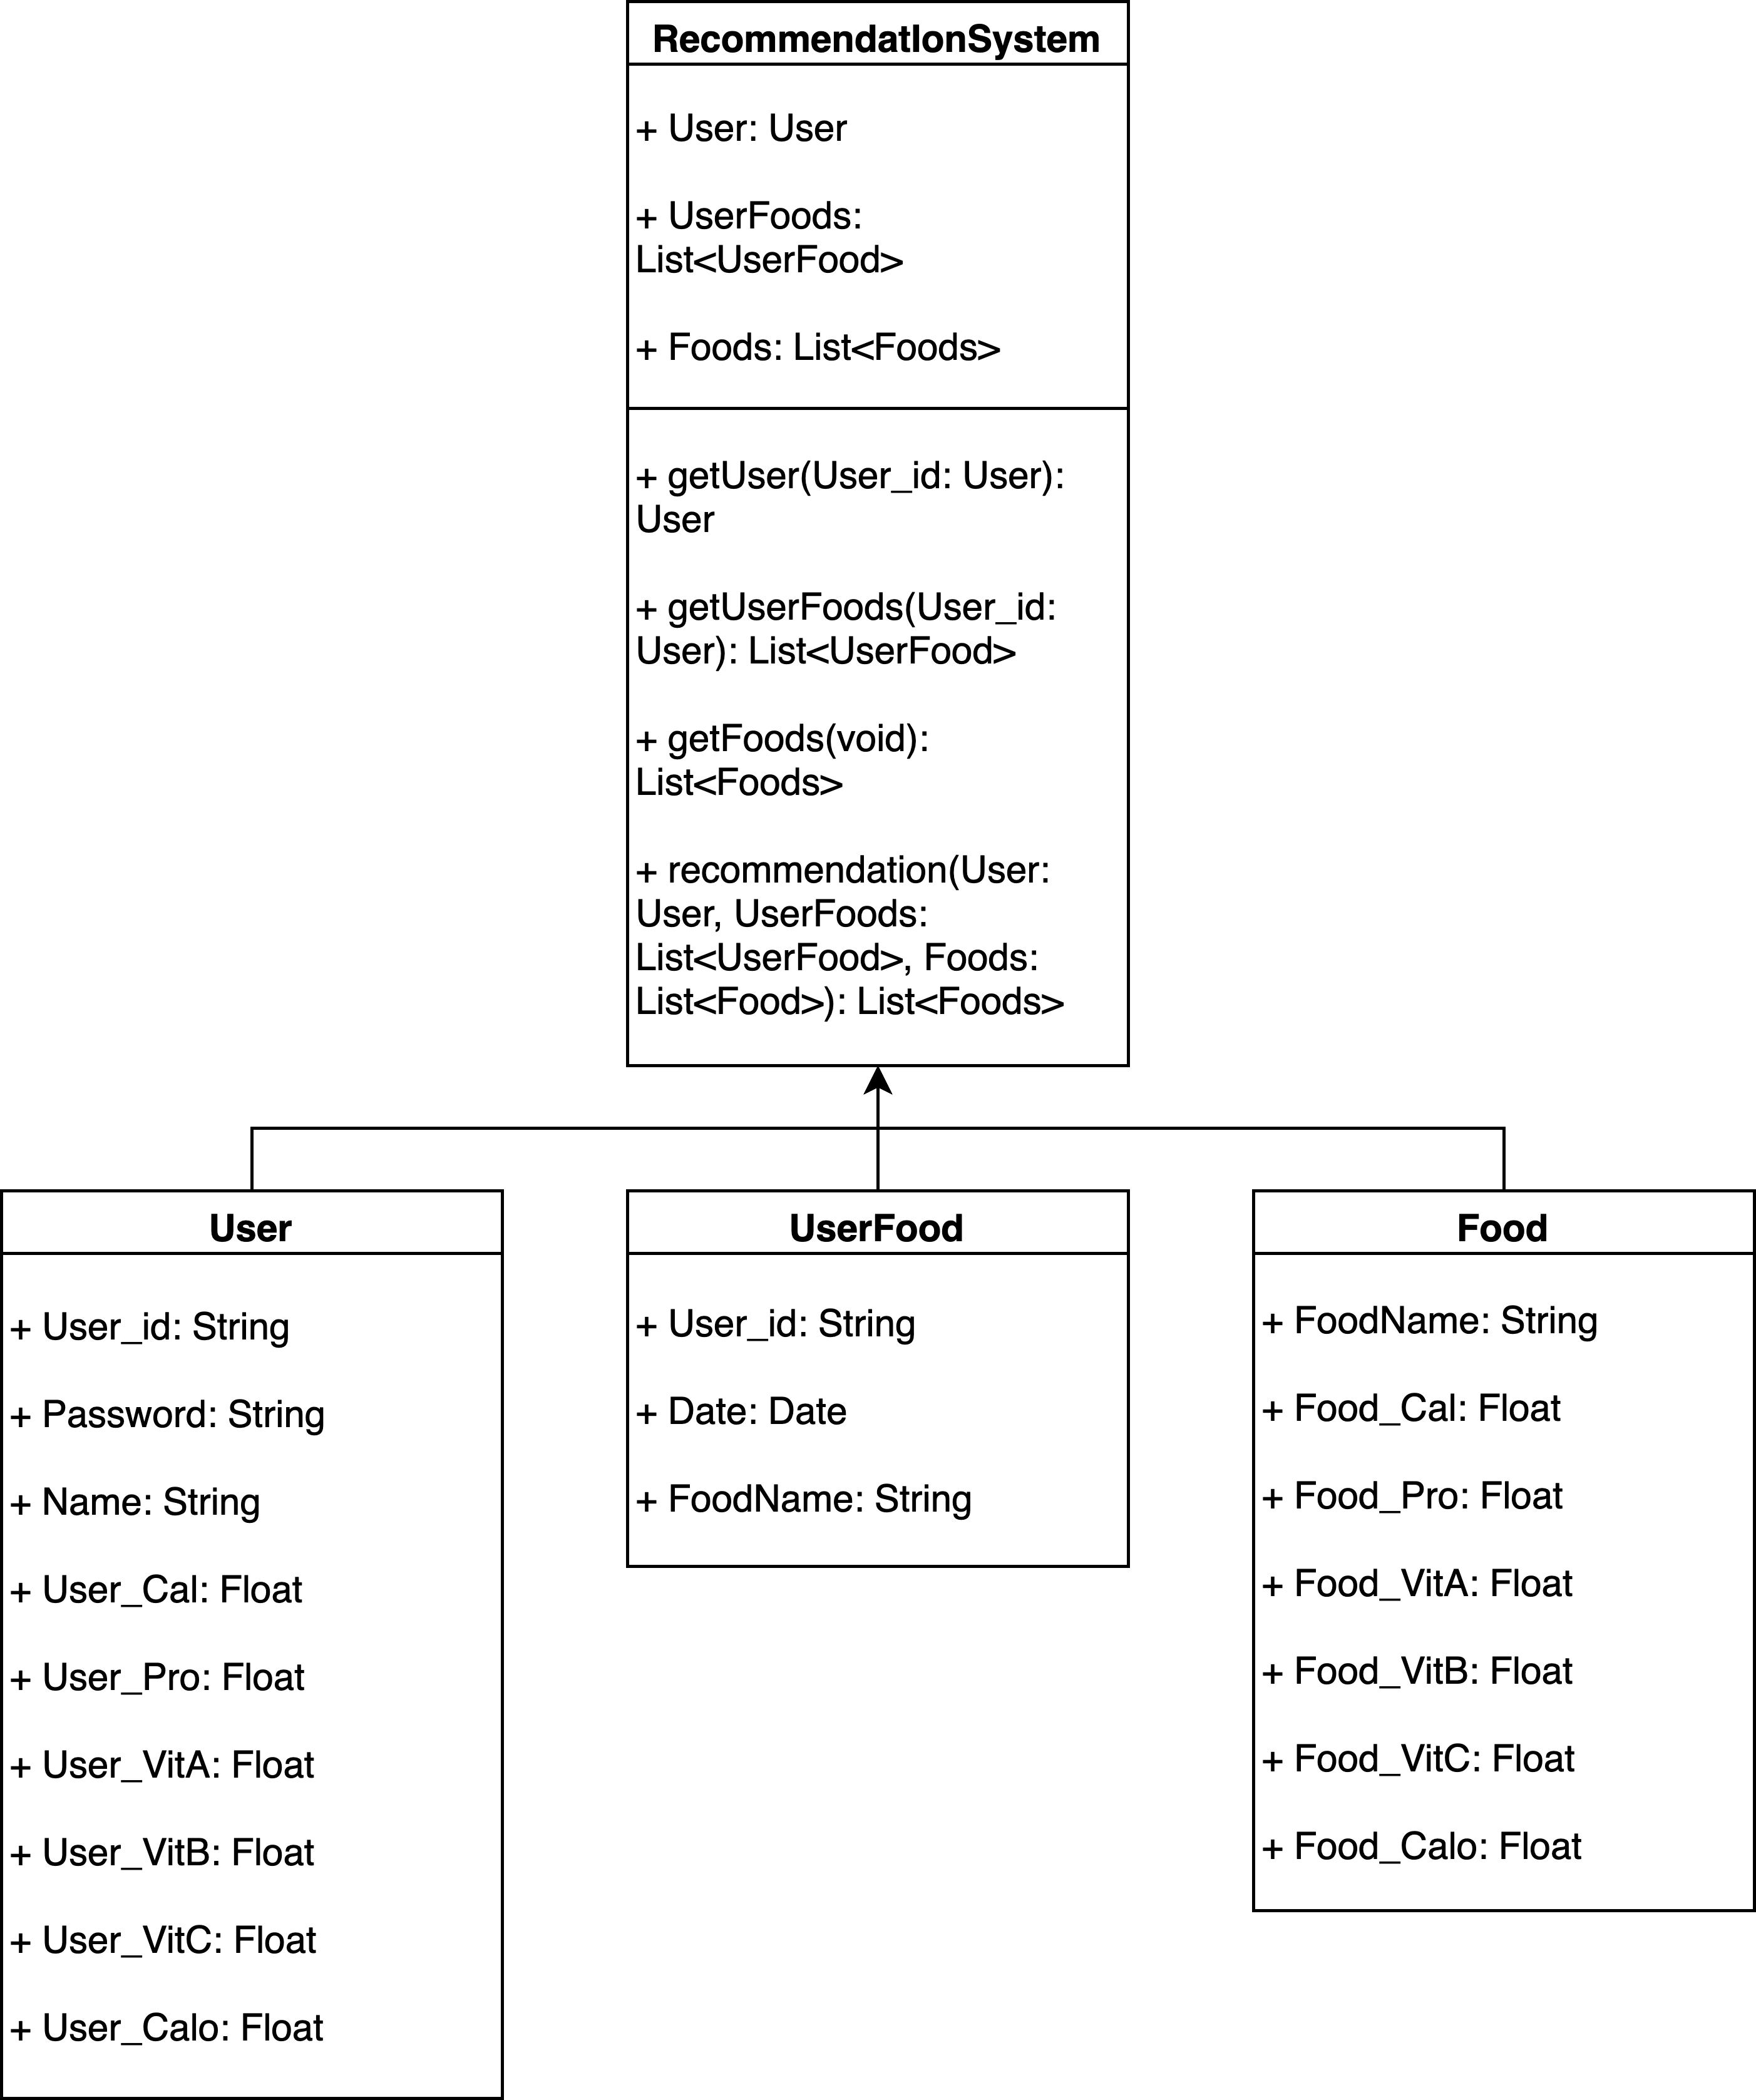 RecommendationSystem
+ User: User
+ UserFoods:
List<UserFood>
+ Foods: List<Foods>
+ getUser(User_id: User):
User
+ getUserFoods(User_id:
User): List<UserFood>
+ getFoods(void):
List<Foods>
+ recommendation(User:
User, UserFoods:
List<UserFood>, Foods:
List<Food>): List<Foods>
User
+ User_id: String
+ Password: String
+ Name: String
+ User_Cal: Float
+ User_Pro: Float
+ User_VitA: Float
+ User_VitB: Float
+ User_VitC: Float
+ User_Calo: Float
UserFood
+ User_id: String
+ Date: Date
+ FoodName: String
Food
+ FoodName: String
+ Food_Cal: Float
+ Food_Pro: Float
+ Food_VitA: Float
+ Food_VitB: Float
+ Food_VitC: Float
+ Food_Calo: Float